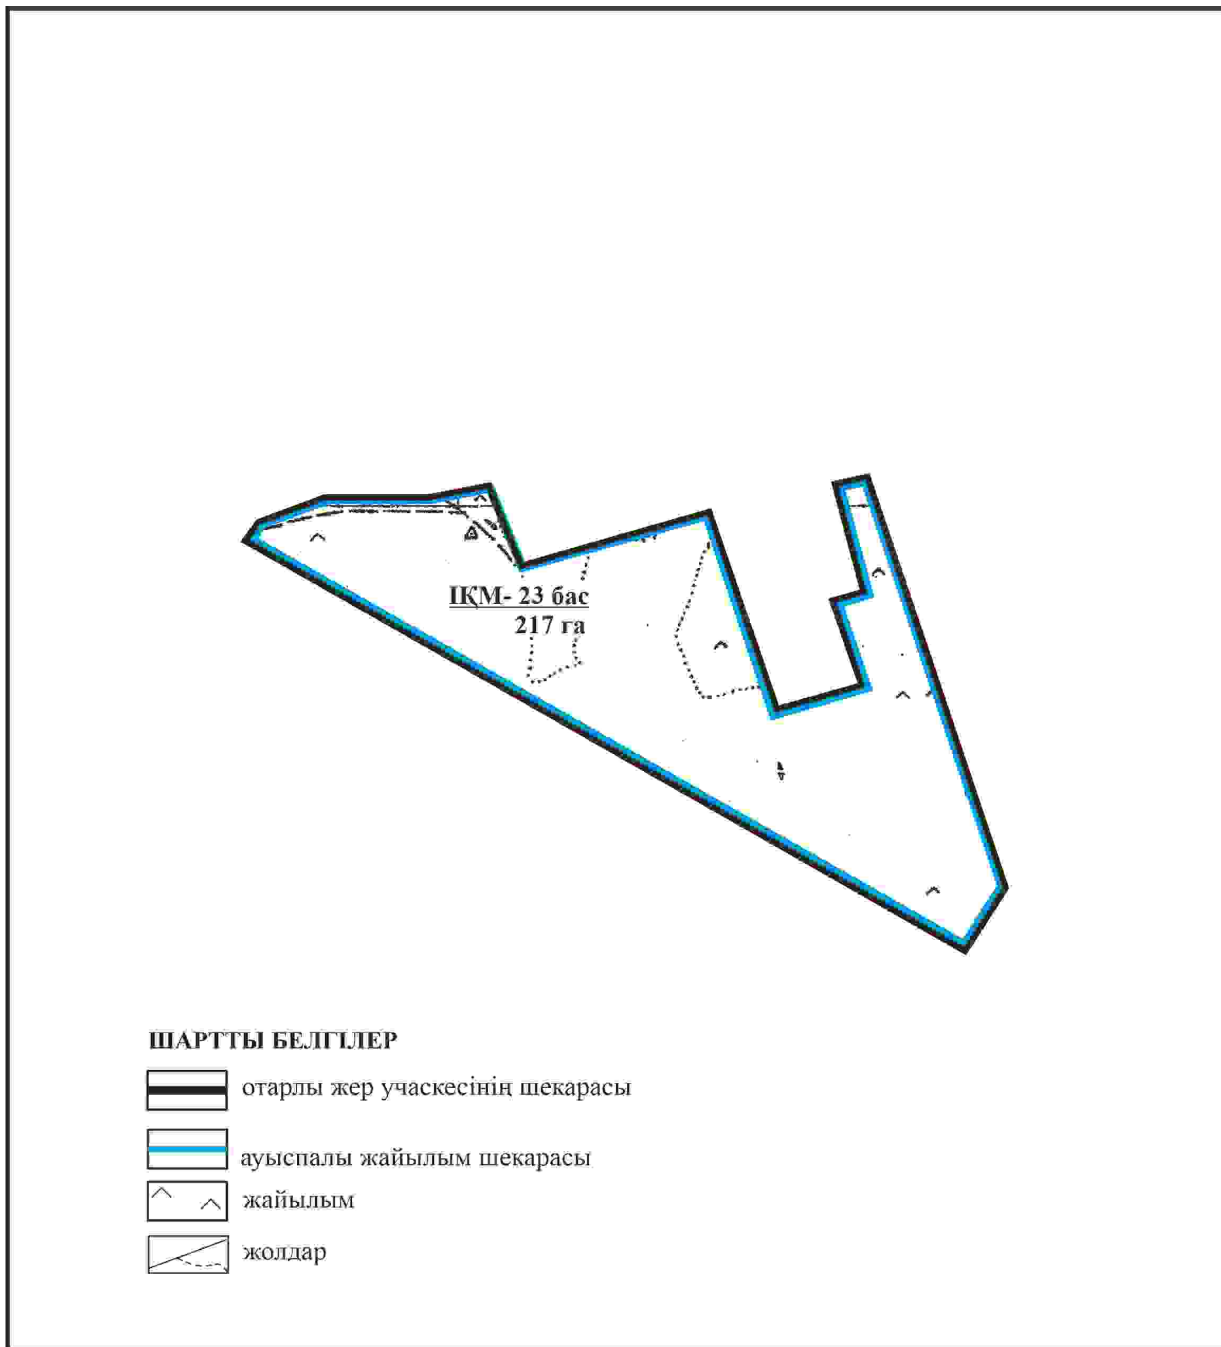 ІҚМ- 23 бас
217 га
ШАРТТЫ БЕЛГІЛЕР
отарлы жер учаскесінің шекарасы
ауыспалы жайылым шекарасы
жайылым
жолдар